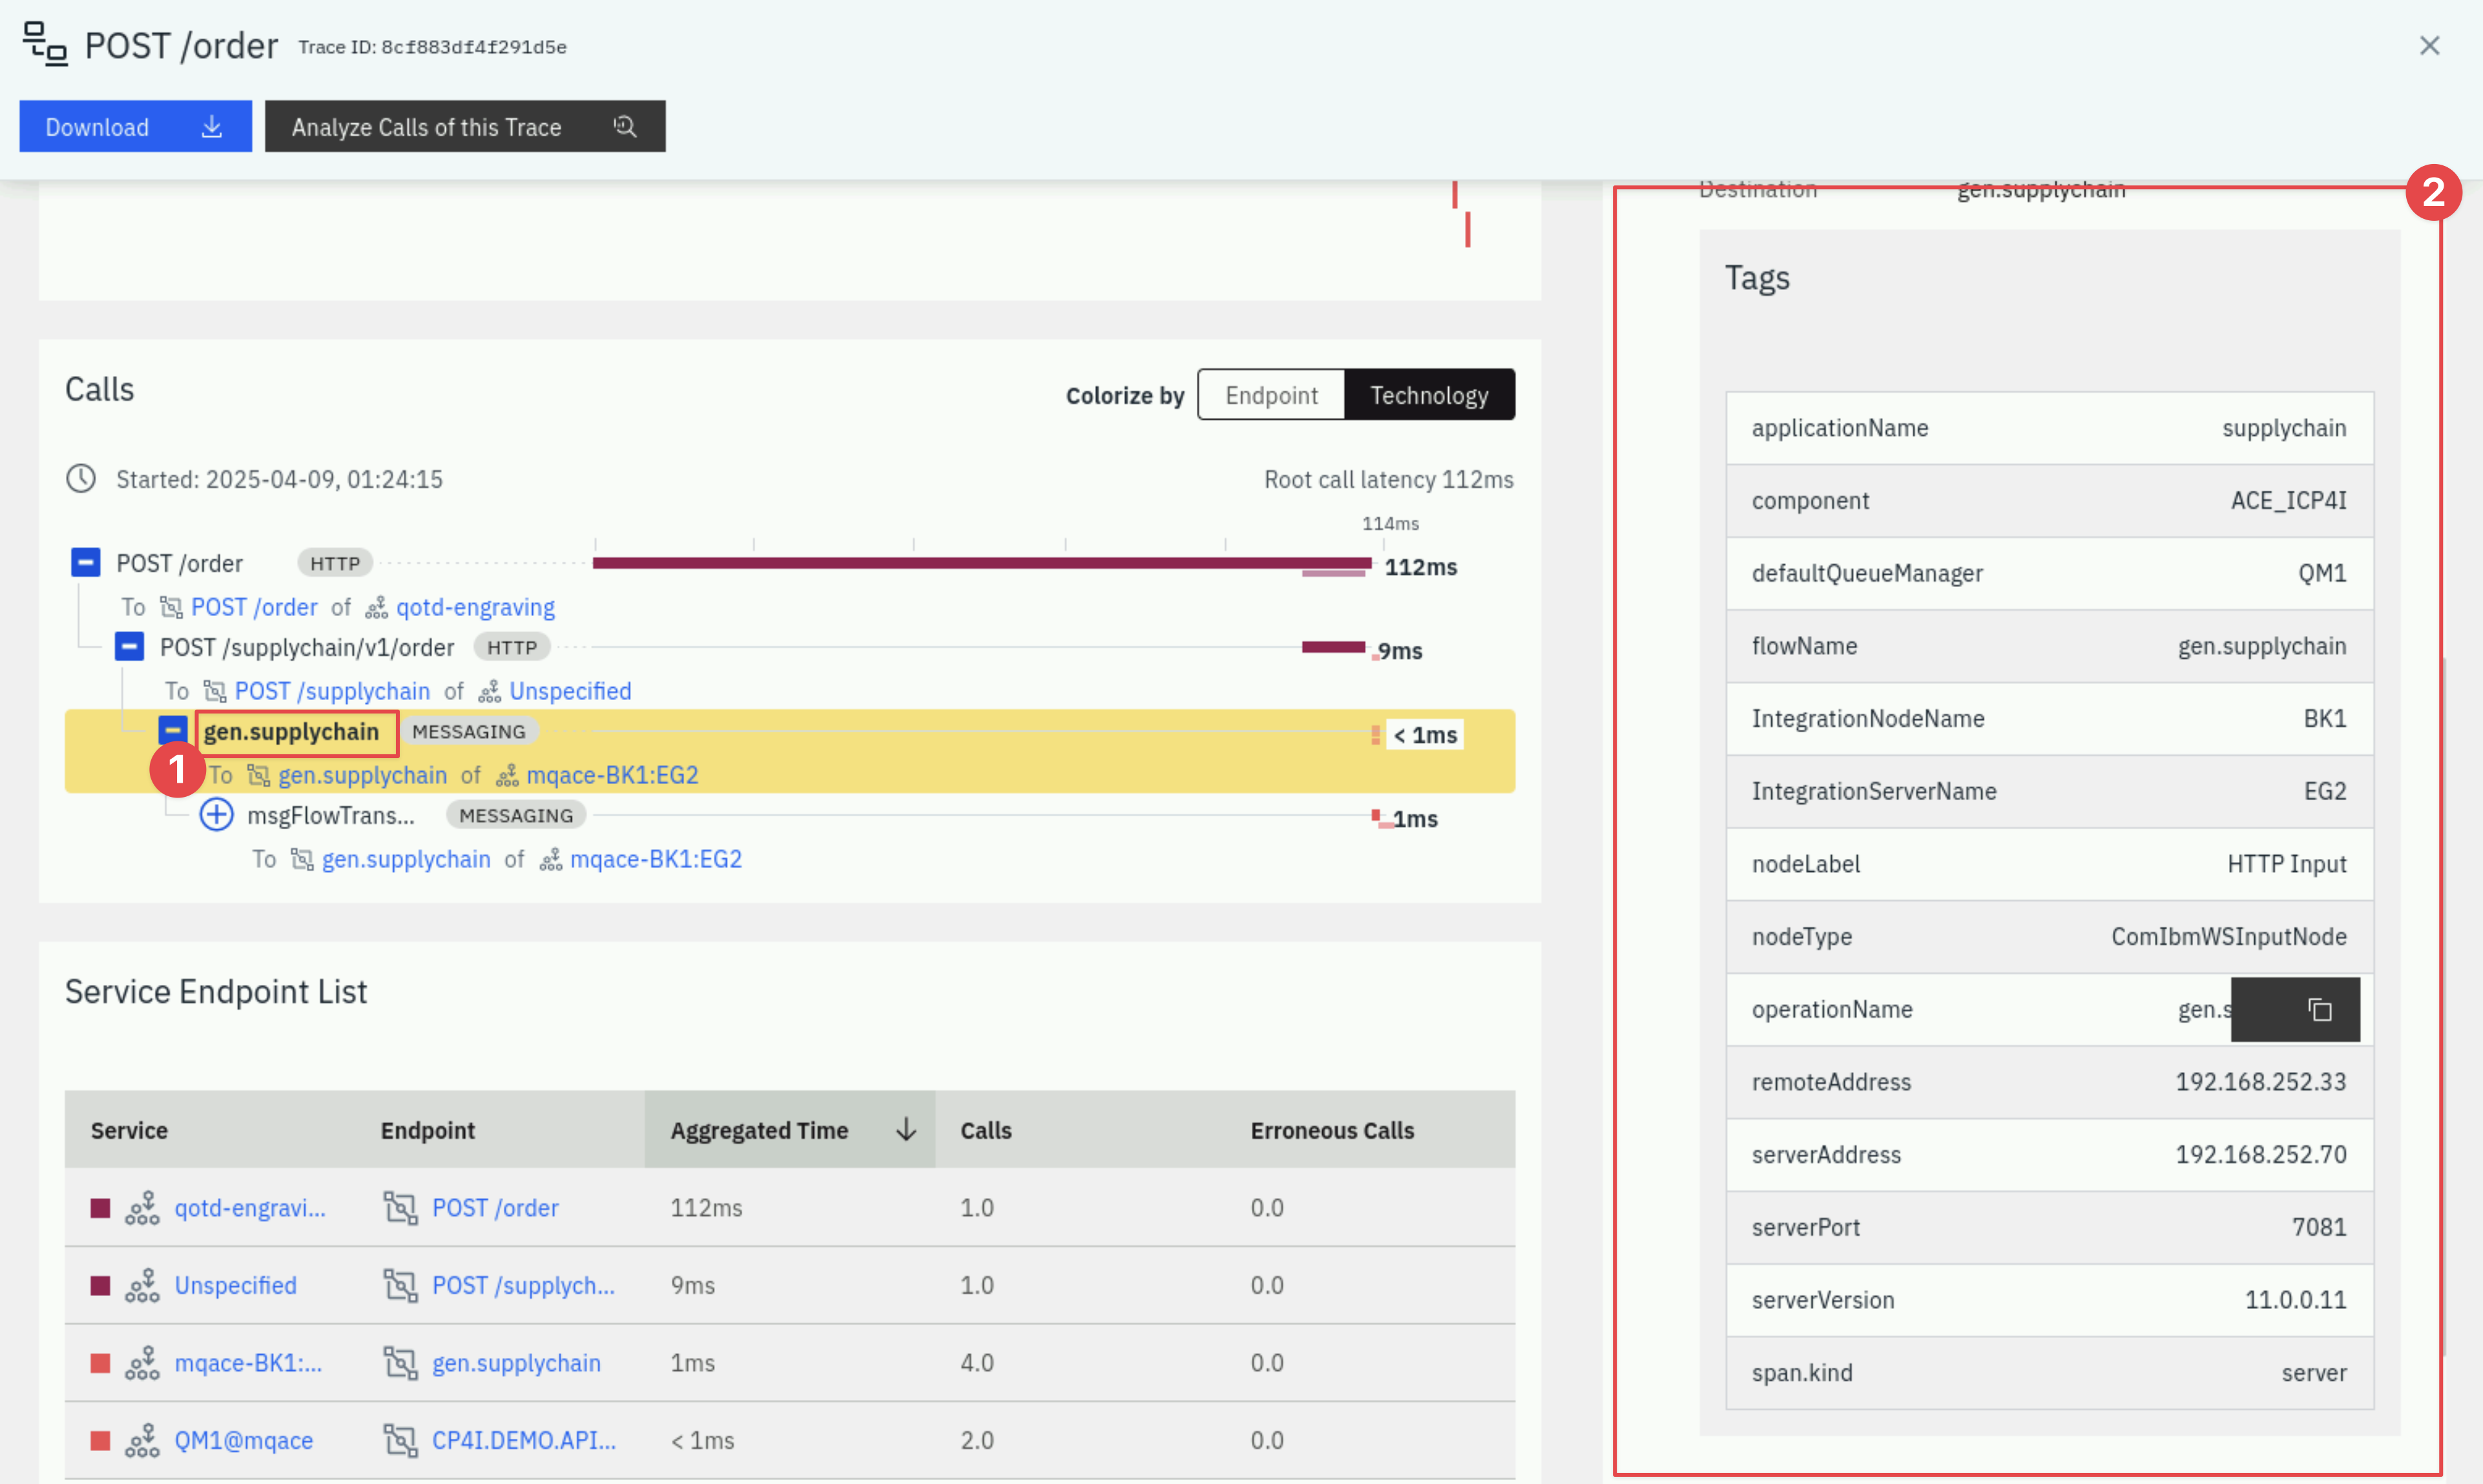 POST /order Trace ID: 8cf883df4f291d5e
Download
Analyze Calls of this Trace
Calls
Colorize by Endpoint Technology
Started: 2025-04-09, 01:24:15
Root call latency 112ms
114ms
POST /order HTTP 112ms
To POST /order of qotd-engraving
POST /supplychain/v1/order HTTP 9ms
To POST /supplychain of Unspecified
gen.supplychain MESSAGING < 1ms
1
To gen.supplychain of mqace-BK1:EG2
msgFlowTrans... MESSAGING 1ms
To gen.supplychain of mqace-BK1:EG2
Service Endpoint List
Service Endpoint Aggregated Time Calls Erroneous Calls
qotd-engravi... POST /order 112ms 1.0 0.0
Unspecified POST /supplych... 9ms 1.0 0.0
mqace-BK1:... gen.supplychain 1ms 4.0 0.0
QM1@mqace CP4I.DEMO.API... < 1ms 2.0 0.0
Destination gen.supplychain
2
Tags
applicationName supplychain
component ACE_ICP4I
defaultQueueManager QM1
flowName gen.supplychain
IntegrationNodeName BK1
IntegrationServerName EG2
nodeLabel HTTP Input
nodeType ComIbmWSInputNode
operationName gen.s
remoteAddress 192.168.252.33
serverAddress 192.168.252.70
serverPort 7081
serverVersion 11.0.0.11
span.kind server